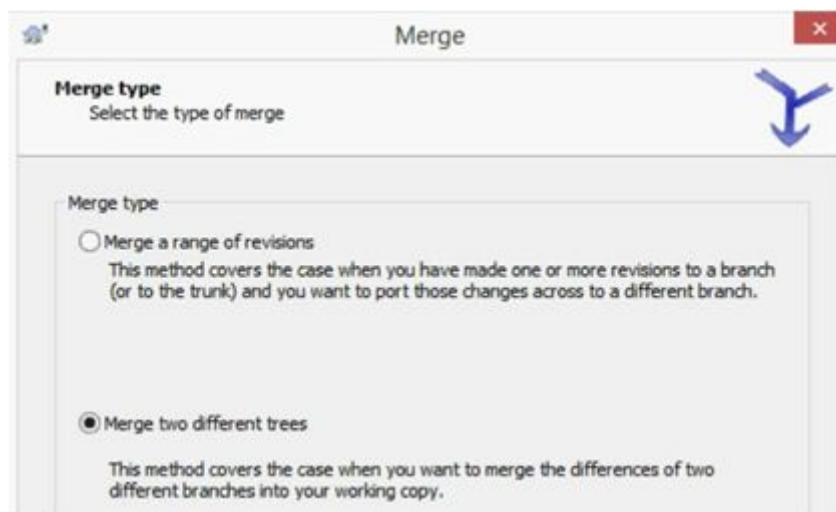 Merge
Merge type
Select the type of merge
Merge type
Merge a range of revisions
This method covers the case when you have made one or more revisions to a branch
(or to the trunk) and you want to port those changes across to a different branch.
Merge two different trees
This method covers the case when you want to merge the differences of two
different branches into your working copy.